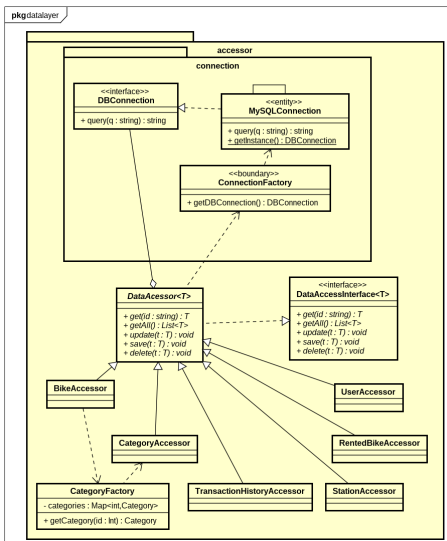 pkg datalayer
accessor
connection
<<interface>>
DBConnection
+ query(q : string) : string
<<entity>>
MySQLConnection
+ query(q : string) : string
+ getInstance() : DBConnection
<<boundary>>
ConnectionFactory
+ getDBConnection() : DBConnection
DataAcessor<T>
+ get(id : string) : T
+ getAll() : List<T>
+ update(t : T) : void
+ save(t : T) : void
+ delete(t : T) : void
<<interface>>
DataAccessInterface<T>
+ get(id : string) : T
+ getAll() : List<T>
+ update(t : T) : void
+ save(t : T) : void
+ delete(t : T) : void
BikeAccessor
UserAccessor
CategoryAccessor
RentedBikeAccessor
CategoryFactory
- categories : Map<int,Category>
+ getCategory(id : Int) : Category
TransactionHistoryAccessor
StationAccessor